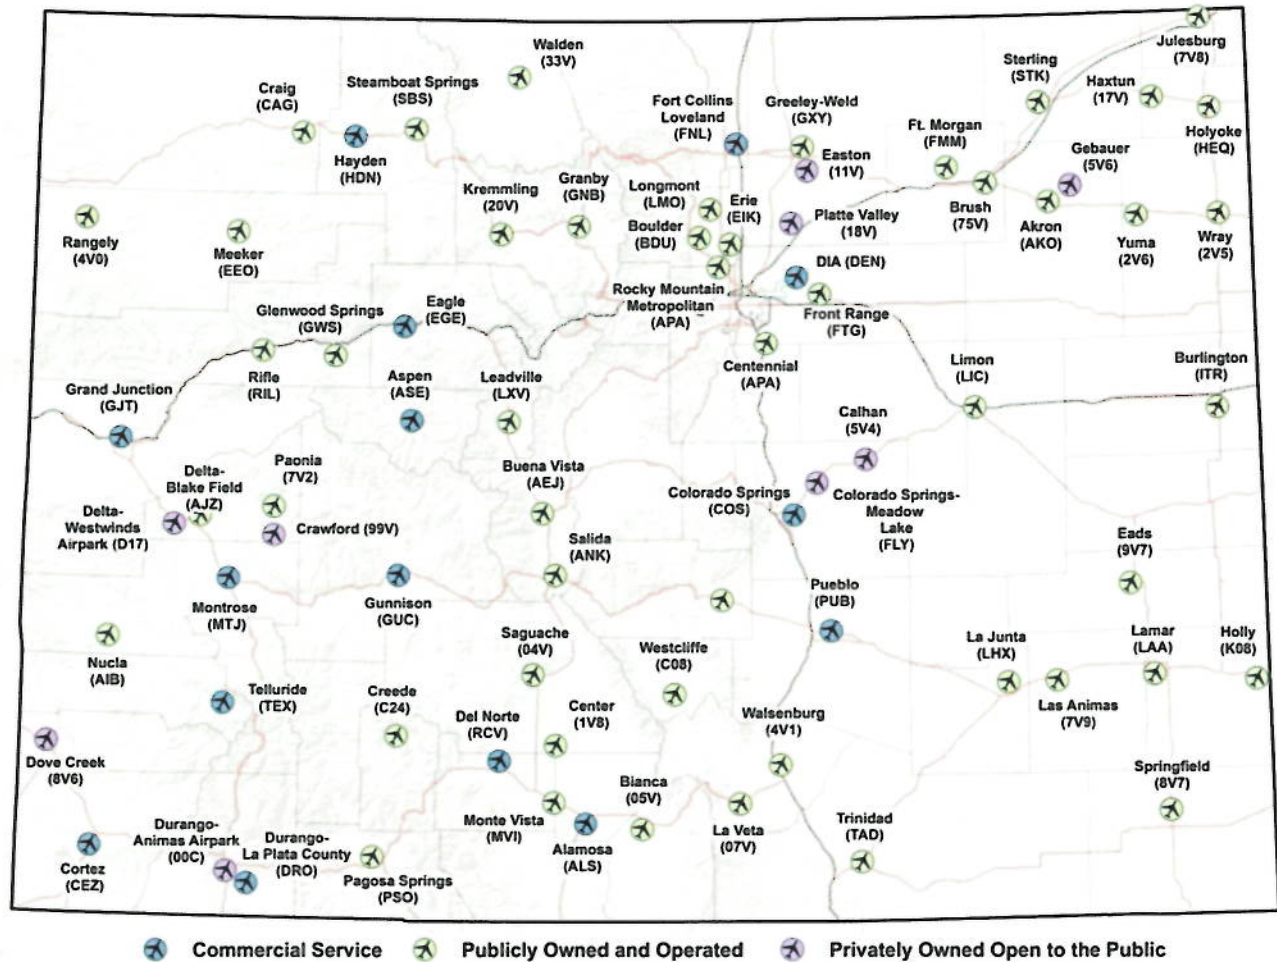 Julesburg
(7V8)
Walden
(33V)
Sterling
(STK)
Haxtun
(17V)
Craig
(CAG)
Steamboat Springs
(SBS)
Fort Collins
Loveland
(FNL)
Greeley-Weld
(GXY)
Ft. Morgan
(FMM)
Holyoke
(HEQ)
Hayden
(HDN)
Easton
(11V)
Gebauer
(5V6)
Kremmling
(20V)
Granby
(GNB)
Longmont
(LMO)
Erie
(EIK)
Boulder
(BDU)
Platte Valley
(18V)
Brush
(75V)
Akron
(AKO)
Yuma
(2V6)
Wray
(2V5)
Rangely
(4V0)
Meeker
(EEO)
DIA (DEN)
Rocky Mountain
Metropolitan
(APA)
Front Range
(FTG)
Glenwood Springs
(GWS)
Eagle
(EGE)
Grand Junction
(GJT)
Rifle
(RIL)
Aspen
(ASE)
Leadville
(LXV)
Centennial
(APA)
Limon
(LIC)
Burlington
(ITR)
Calhan
(5V4)
Delta-
Blake Field
(AJZ)
Paonia
(7V2)
Buena Vista
(AEJ)
Colorado Springs
(COS)
Colorado Springs-
Meadow
Lake
(FLY)
Delta-
Westwinds
Airpark (D17)
Crawford (99V)
Salida
(ANK)
Eads
(9V7)
Montrose
(MTJ)
Gunnison
(GUC)
Pueblo
(PUB)
Nucla
(AIB)
Saguache
(04V)
Westcliffe
(C08)
La Junta
(LHX)
Lamar
(LAA)
Holly
(K08)
Telluride
(TEX)
Creede
(C24)
Del Norte
(RCV)
Center
(1V8)
Walsenburg
(4V1)
Las Animas
(7V9)
Dove Creek
(8V6)
Springfield
(8V7)
Bianca
(05V)
Monte Vista
(MVI)
Alamosa
(ALS)
La Veta
(07V)
Trinidad
(TAD)
Durango-
Animas Airpark
(00C)
Durango-
La Plata County
(DRO)
Cortez
(CEZ)
Pagosa Springs
(PSO)
Commercial Service
Publicly Owned and Operated
Privately Owned Open to the Public